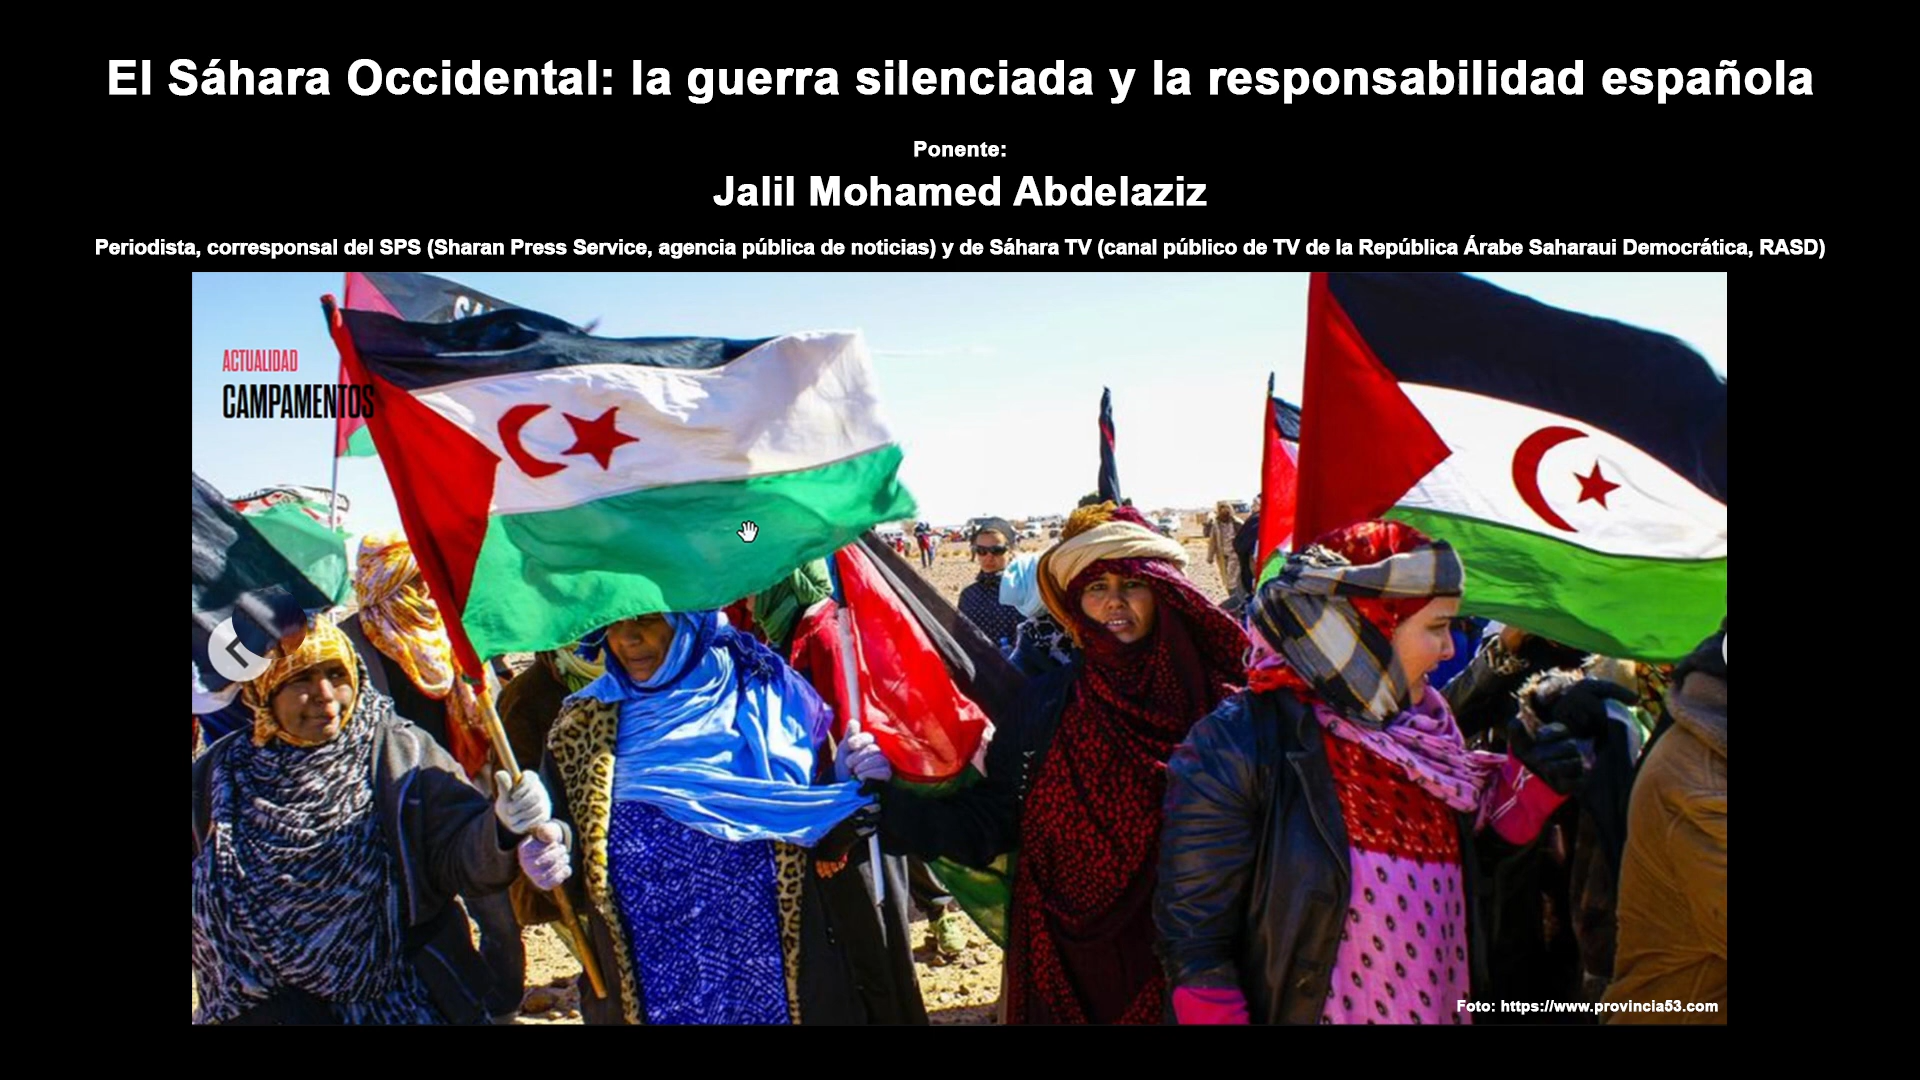 El Sáhara Occidental: la guerra silenciada y la responsabilidad española
Ponente:
Jalil Mohamed Abdelaziz
Periodista, corresponsal del SPS (Sharan Press Service, agencia pública de noticias) y de Sáhara TV (canal público de TV de la República Árabe Saharaui Democrática, RASD)
ACTUALIDAD
CAMPAMENTOS
Foto: https://www.provincia53.com